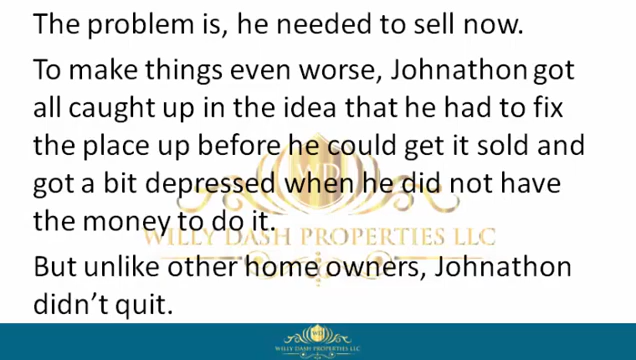 The problem is, he needed to sell now.
To make things even worse, Johnathon got
all caught up in the idea that he had to fix
the place up before he could get it sold and
got a bit depressed when he did not have
the money to do it.
WILLY DASH PROPERTIES LLC
But unlike other home owners, Johnathon
didn’t quit.
WILLY DASH PROPERTIES LLC